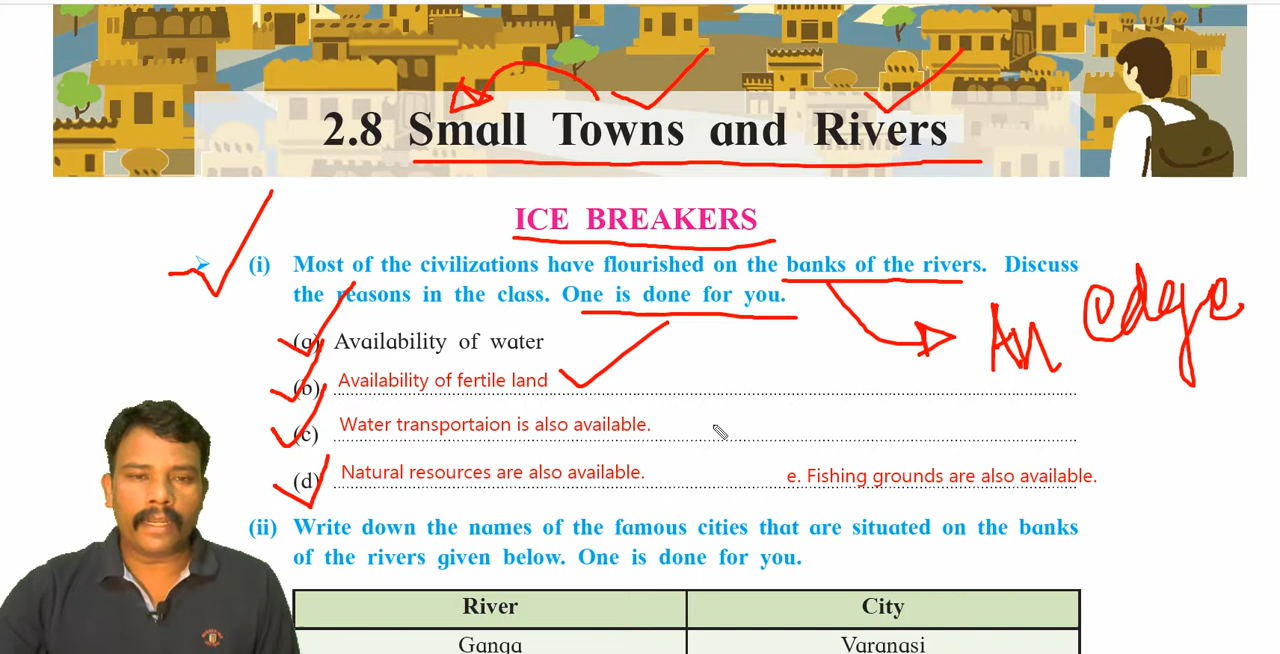 2.8 Small Towns and Rivers
ICE BREAKERS
(i) Most of the civilizations have flourished on the banks of the rivers. Discuss
the reasons in the class. One is done for you.
An edge
(a) Availability of water
(b) Availability of fertile land
(c) Water transportaion is also available.
(d) Natural resources are also available. e. Fishing grounds are also available.
(ii) Write down the names of the famous cities that are situated on the banks
of the rivers given below. One is done for you.
River City
Ganga Varanasi